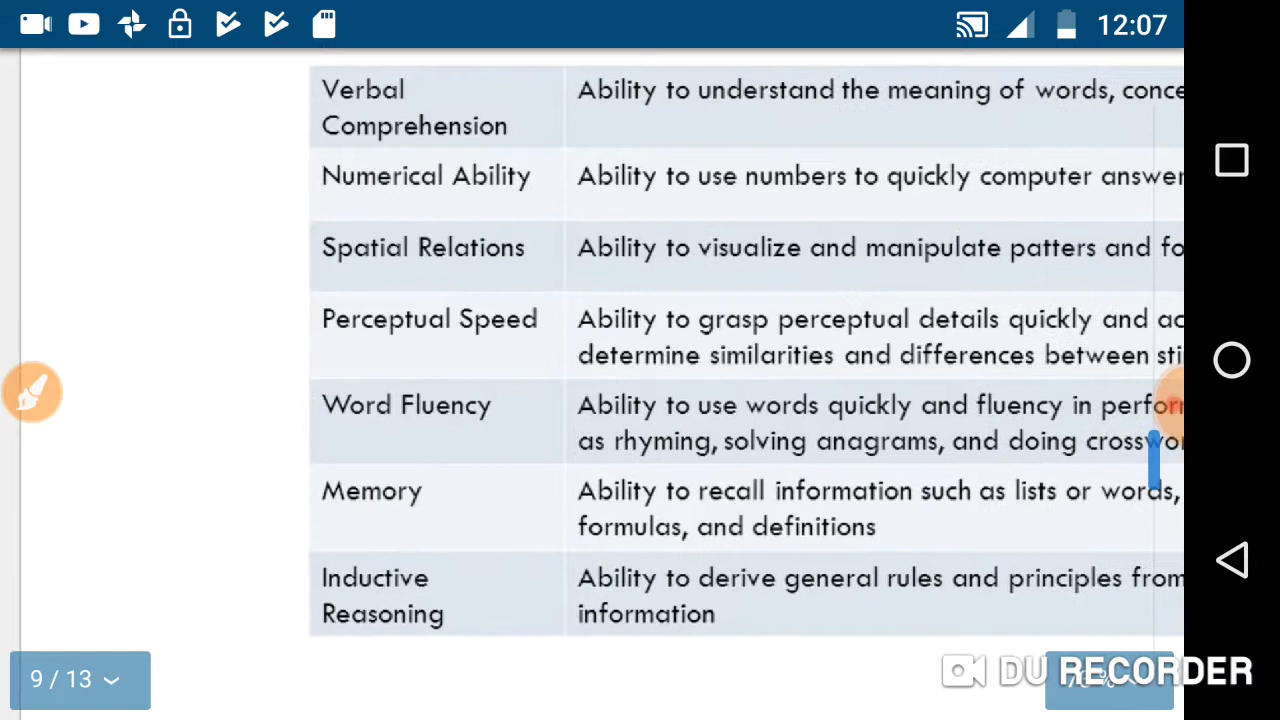 12:07
Verbal Comprehension
Ability to understand the meaning of words, conce
Numerical Ability
Ability to use numbers to quickly computer answer
Spatial Relations
Ability to visualize and manipulate patters and fo
Perceptual Speed
Ability to grasp perceptual details quickly and ac
determine similarities and differences between sti
Word Fluency
Ability to use words quickly and fluency in perform
as rhyming, solving anagrams, and doing crosswor
Memory
Ability to recall information such as lists or words,
formulas, and definitions
Inductive
Reasoning
Ability to derive general rules and principles from
information
9 / 13
DU RECORDER